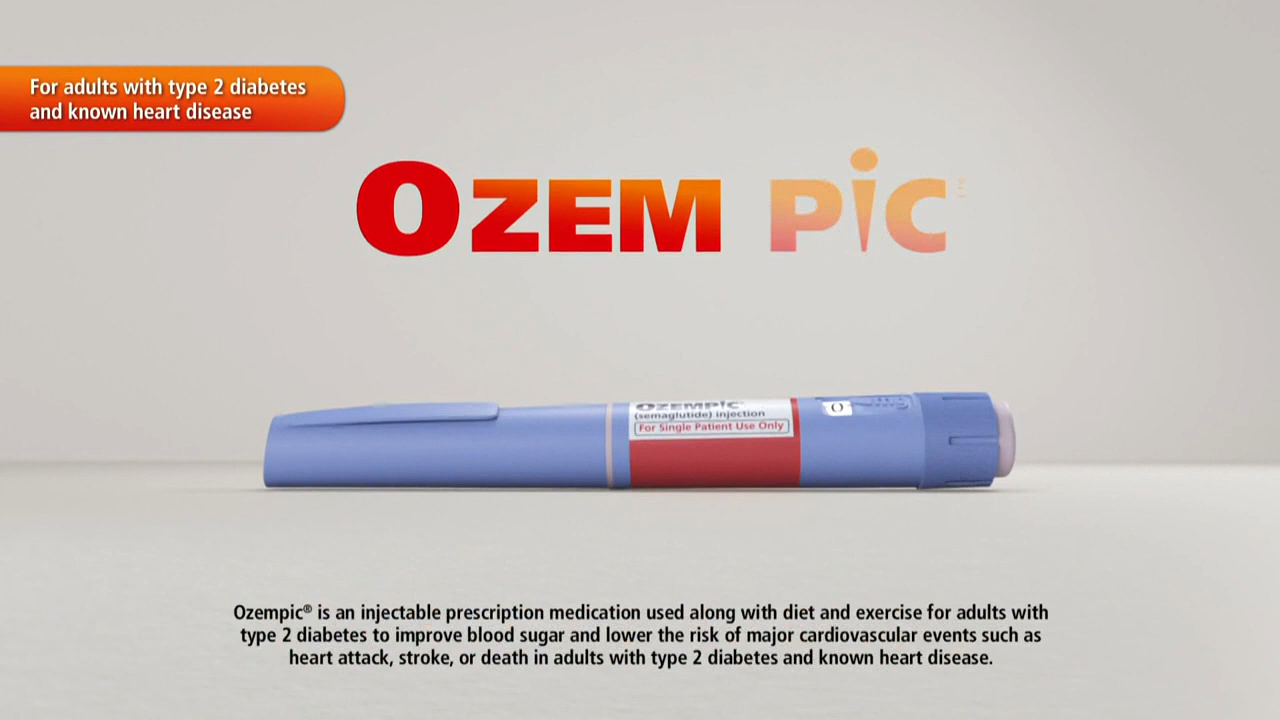 For adults with type 2 diabetes
and known heart disease
OZEM PiC
OZEMPiC
(semaglutide) injection
For Single Patient Use Only
0
Ozempic® is an injectable prescription medication used along with diet and exercise for adults with
type 2 diabetes to improve blood sugar and lower the risk of major cardiovascular events such as
heart attack, stroke, or death in adults with type 2 diabetes and known heart disease.